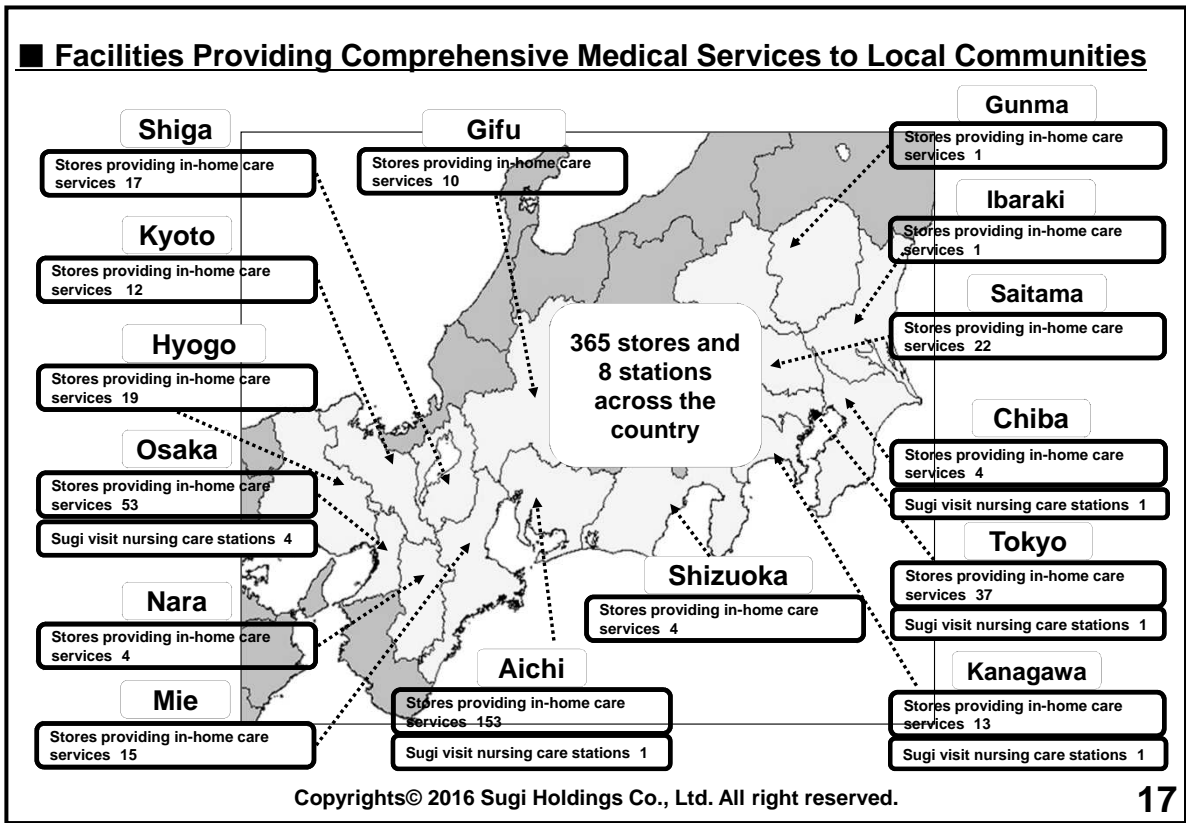 ■ Facilities Providing Comprehensive Medical Services to Local Communities
Shiga
Stores providing in-home care
services 17
Gifu
Stores providing in-home care
services 10
Gunma
Stores providing in-home care
services 1
Kyoto
Stores providing in-home care
services 12
Ibaraki
Stores providing in-home care
services 1
Hyogo
Stores providing in-home care
services 19
Saitama
Stores providing in-home care
services 22
365 stores and
8 stations
across the
country
Osaka
Stores providing in-home care
services 53
Sugi visit nursing care stations 4
Chiba
Stores providing in-home care
services 4
Sugi visit nursing care stations 1
Nara
Stores providing in-home care
services 4
Shizuoka
Stores providing in-home care
services 4
Tokyo
Stores providing in-home care
services 37
Sugi visit nursing care stations 1
Mie
Stores providing in-home care
services 15
Aichi
Stores providing in-home care
services 153
Sugi visit nursing care stations 1
Kanagawa
Stores providing in-home care
services 13
Sugi visit nursing care stations 1
Copyrights© 2016 Sugi Holdings Co., Ltd. All right reserved.
17